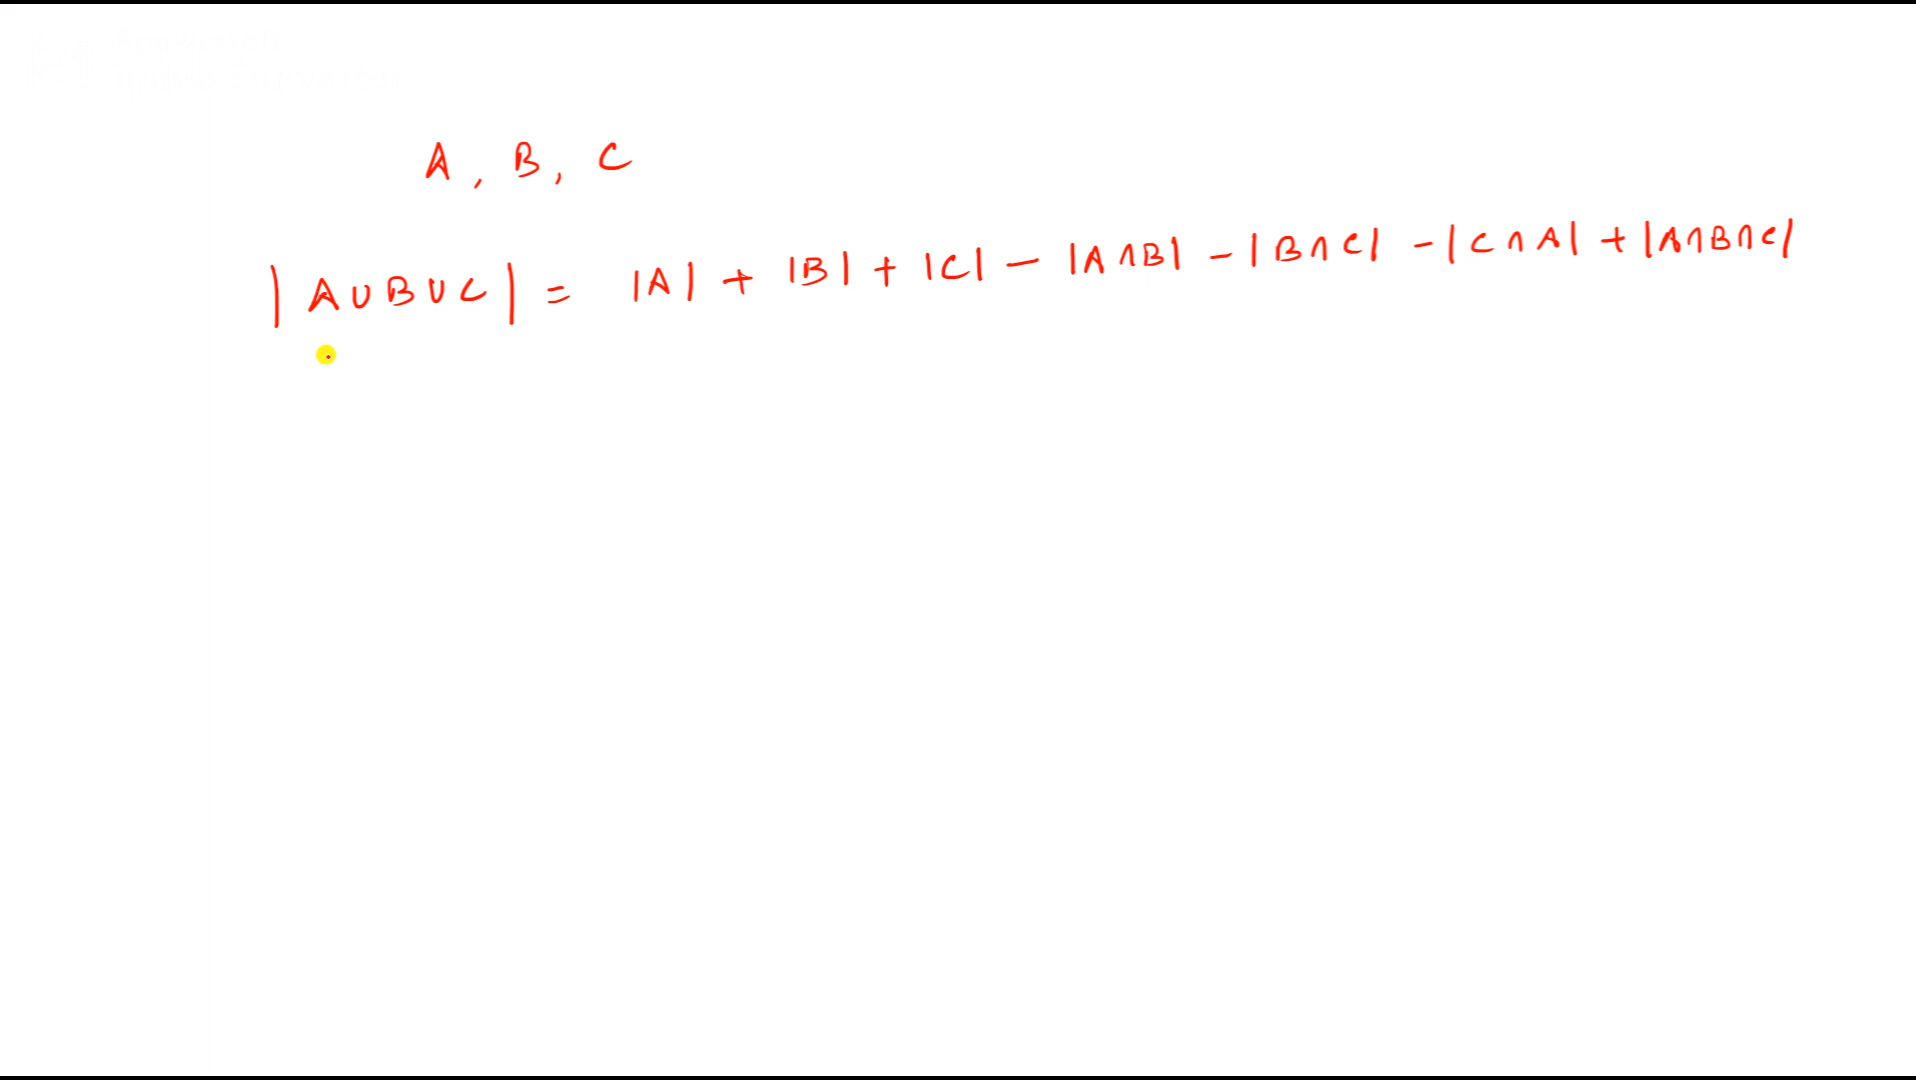 A, B, C
|A∪B∪C| = |A| + |B| + |C| − |A∩B| − |B∩C| − |C∩A| + |A∩B∩C|